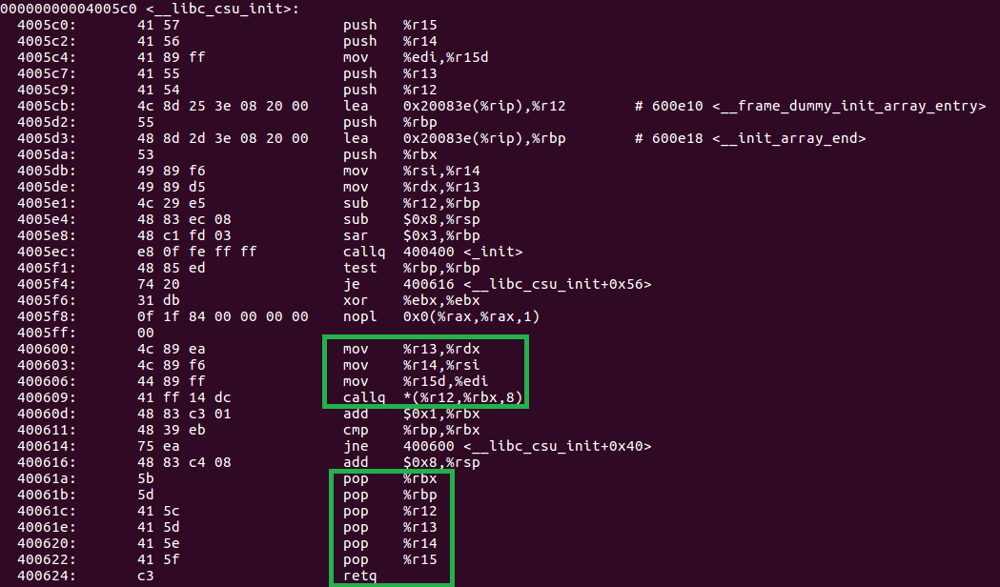 00000000004005c0 <__libc_csu_init>:
4005c0: 41 57 push %r15
4005c2: 41 56 push %r14
4005c4: 41 89 ff mov %edi,%r15d
4005c7: 41 55 push %r13
4005c9: 41 54 push %r12
4005cb: 4c 8d 25 3e 08 20 00 lea 0x20083e(%rip),%r12 # 600e10 <__frame_dummy_init_array_entry>
4005d2: 55 push %rbp
4005d3: 48 8d 2d 3e 08 20 00 lea 0x20083e(%rip),%rbp # 600e18 <__init_array_end>
4005da: 53 push %rbx
4005db: 49 89 f6 mov %rsi,%r14
4005de: 49 89 d5 mov %rdx,%r13
4005e1: 4c 29 e5 sub %r12,%rbp
4005e4: 48 83 ec 08 sub $0x8,%rsp
4005e8: 48 c1 fd 03 sar $0x3,%rbp
4005ec: e8 0f fe ff ff callq 400400 <_init>
4005f1: 48 85 ed test %rbp,%rbp
4005f4: 74 20 je 400616 <__libc_csu_init+0x56>
4005f6: 31 db xor %ebx,%ebx
4005f8: 0f 1f 84 00 00 00 00 nopl 0x0(%rax,%rax,1)
4005ff: 00
400600: 4c 89 ea mov %r13,%rdx
400603: 4c 89 f6 mov %r14,%rsi
400606: 44 89 ff mov %r15d,%edi
400609: 41 ff 14 dc callq *(%r12,%rbx,8)
40060d: 48 83 c3 01 add $0x1,%rbx
400611: 48 39 eb cmp %rbp,%rbx
400614: 75 ea jne 400600 <__libc_csu_init+0x40>
400616: 48 83 c4 08 add $0x8,%rsp
40061a: 5b pop %rbx
40061b: 5d pop %rbp
40061c: 41 5c pop %r12
40061e: 41 5d pop %r13
400620: 41 5e pop %r14
400622: 41 5f pop %r15
400624: c3 retq